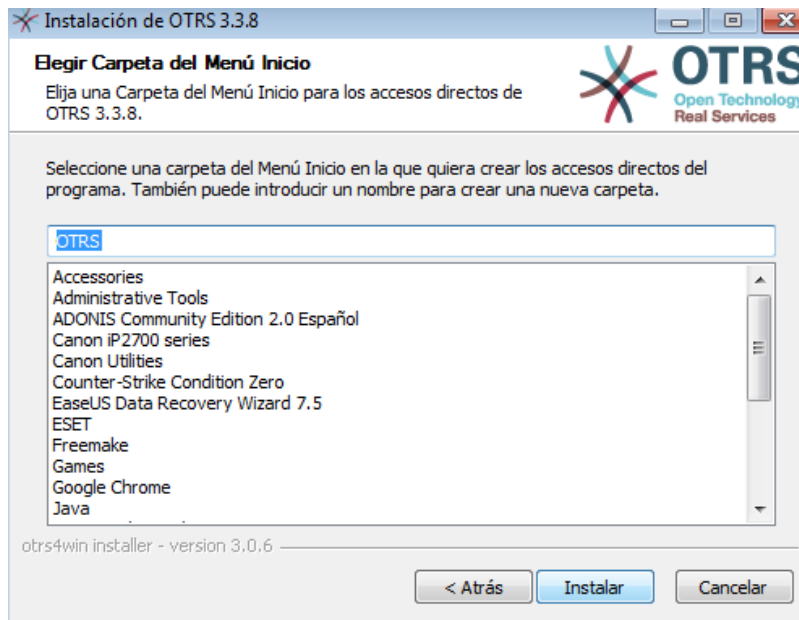 Instalación de OTRS 3.3.8
Elegir Carpeta del Menú Inicio
Elija una Carpeta del Menú Inicio para los accesos directos de
OTRS 3.3.8.
OTRS
Open Technology
Real Services
Seleccione una carpeta del Menú Inicio en la que quiera crear los accesos directos del
programa. También puede introducir un nombre para crear una nueva carpeta.
OTRS
Accessories
Administrative Tools
ADONIS Community Edition 2.0 Español
Canon iP2700 series
Canon Utilities
Counter-Strike Condition Zero
EaseUS Data Recovery Wizard 7.5
ESET
Freemake
Games
Google Chrome
Java
otrs4win installer - version 3.0.6
< Atrás
Instalar
Cancelar